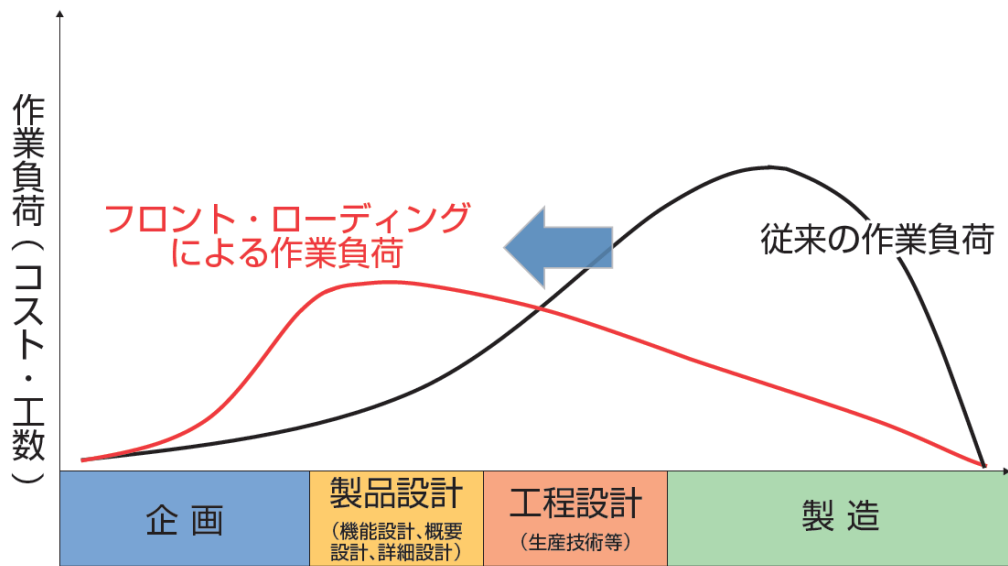 作業負荷(コスト・工数)
フロント・ローディング
による作業負荷
従来の作業負荷
企 画
製品設計
(機能設計、概要
設計、詳細設計)
工程設計
(生産技術等)
製 造